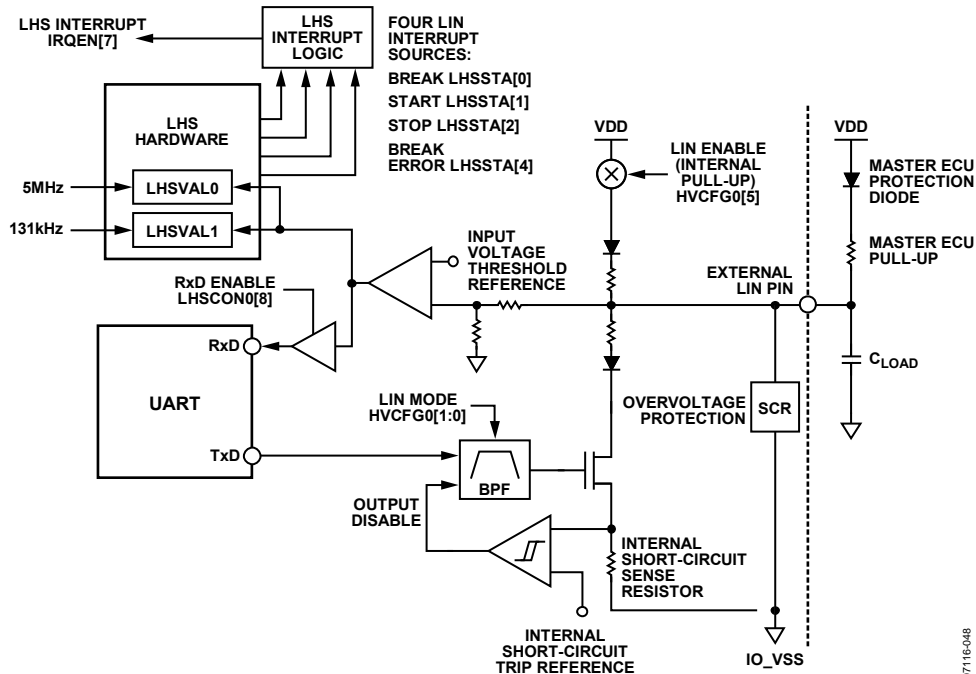 LHS INTERRUPT
IRQEN[7]
LHS
INTERRUPT
LOGIC
FOUR LIN
INTERRUPT
SOURCES:
BREAK LHSSTA[0]
START LHSSTA[1]
STOP LHSSTA[2]
BREAK
ERROR LHSSTA[4]
LHS
HARDWARE
5MHz
LHSVAL0
131kHz
LHSVAL1
VDD
LIN ENABLE
(INTERNAL
PULL-UP)
HVCFG0[5]
VDD
MASTER ECU
PROTECTION
DIODE
MASTER ECU
PULL-UP
INPUT
VOLTAGE
THRESHOLD
REFERENCE
EXTERNAL
LIN PIN
RxD ENABLE
LHSCON0[8]
RxD
UART
TxD
LIN MODE
HVCFG0[1:0]
BPF
OUTPUT
DISABLE
OVERVOLTAGE
PROTECTION
SCR
CLOAD
INTERNAL
SHORT-CIRCUIT
SENSE
RESISTOR
INTERNAL
SHORT-CIRCUIT
TRIP REFERENCE
IO_VSS
07116-048